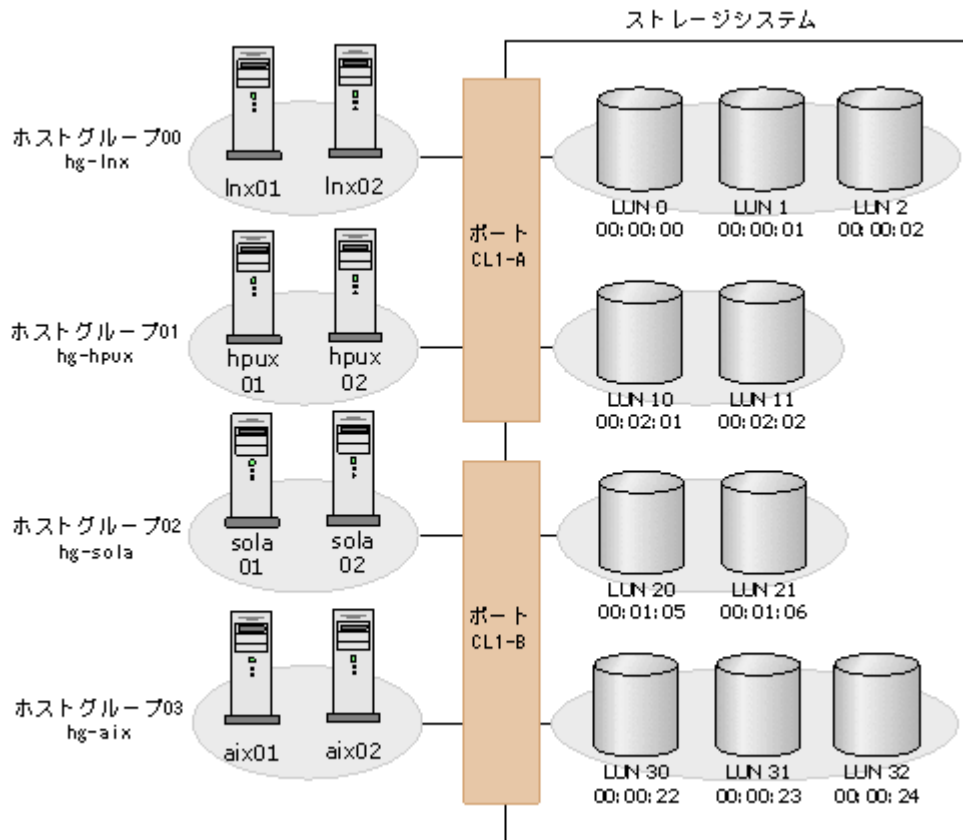 ストレージシステム
ホストグループ00
hg-lnx
lnx01
lnx02
ポート
CL1-A
LUN 0
00:00:00
LUN 1
00:00:01
LUN 2
00:00:02
ホストグループ01
hg-hpux
hpux
01
hpux
02
LUN 10
00:02:01
LUN 11
00:02:02
ホストグループ02
hg-sola
sola
01
sola
02
ポート
CL1-B
LUN 20
00:01:05
LUN 21
00:01:06
ホストグループ03
hg-aix
aix01
aix02
LUN 30
00:00:22
LUN 31
00:00:23
LUN 32
00:00:24